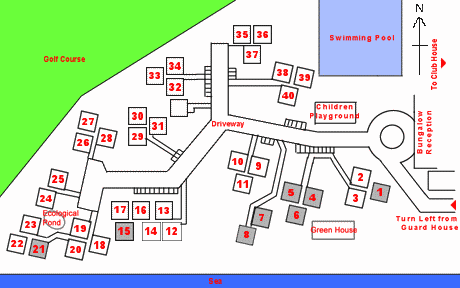 N
Swimming Pool
To Club House
Golf Course
35 36
37
34
33
32
38 39
40
Children
Playground
Driveway
Bungalow
Reception
27
28
26
30
31
29
10
9
11
25
24
2
3
1
5 4
6
7
8
17 16 13
15 14 12
Ecological
Pond
23
22 21
19
20 18
Green House
Turn Left from
Guard House
Sea